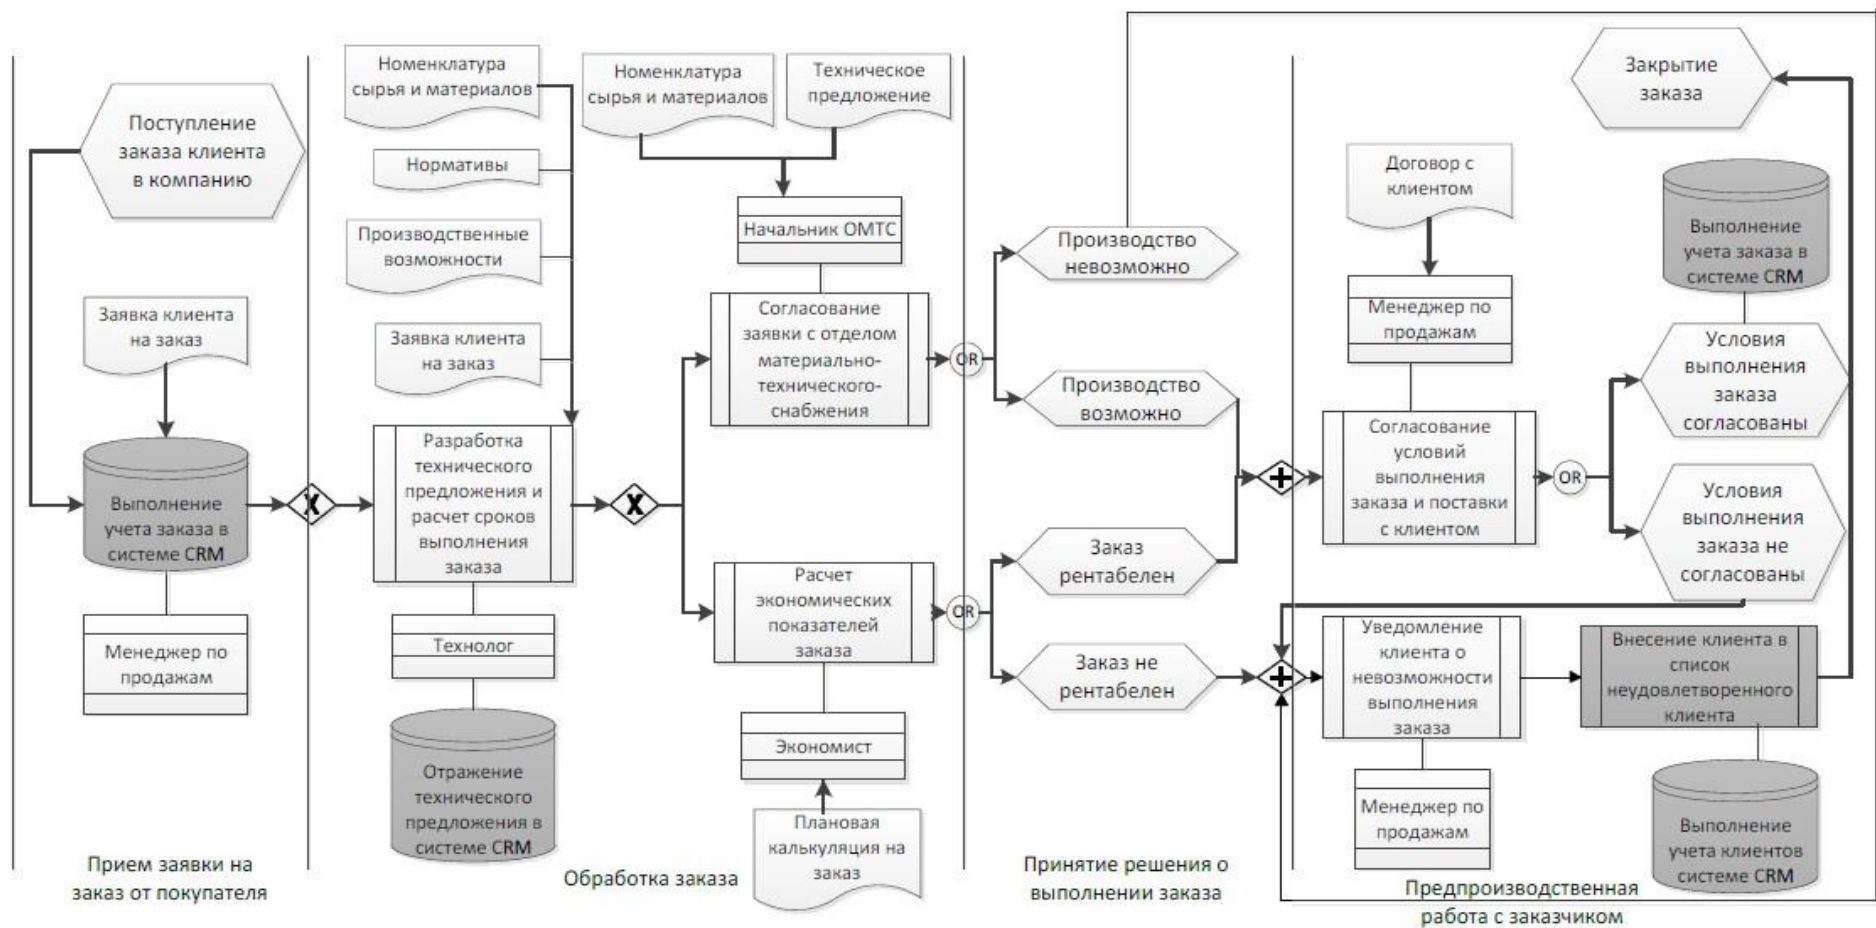 Поступление
заказа клиента
в компанию
Заявка клиента
на заказ
Выполнение
учета заказа в
системе CRM
Менеджер по
продажам
Прием заявки на
заказ от покупателя
X
Номенклатура
сырья и материалов
Нормативы
Производственные
возможности
Заявка клиента
на заказ
Разработка
технического
предложения и
расчет сроков
выполнения
заказа
Технолог
Отражение
технического
предложения в
системе CRM
X
Номенклатура
сырья и материалов
Техническое
предложение
Начальник ОМТС
Согласование
заявки с отделом
материально-
технического-
снабжения
Расчет
экономических
показателей
заказа
Экономист
Плановая
калькуляция на
заказ
Обработка заказа
OR
OR
Производство
невозможно
Производство
возможно
Заказ
рентабелен
Заказ не
рентабелен
Принятие решения о
выполнении заказа
Договор с
клиентом
Менеджер по
продажам
Согласование
условий
выполнения
заказа и поставки
с клиентом
OR
Закрытие
заказа
Выполнение
учета заказа в
системе CRM
Условия
выполнения
заказа
согласованы
Условия
выполнения
заказа не
согласованы
Уведомление
клиента о
невозможности
выполнения
заказа
Менеджер по
продажам
Внесение клиента в
список
неудовлетворенного
клиента
Выполнение
учета клиентов
системе CRM
Предпроизводственная
работа с заказчиком